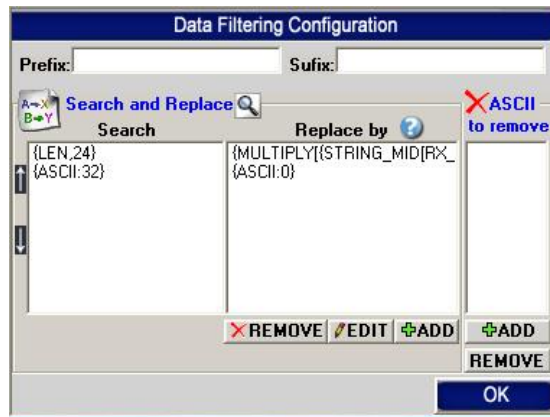 Data Filtering Configuration
Prefix:
Sufix:
A→X
B→Y
Search and Replace
ASCII
to remove
Search
Replace by
{LEN,24}
{MULTIPLY[{STRING_MID[RX_
{ASCII:32}
{ASCII:0}
REMOVE
EDIT
ADD
ADD
REMOVE
OK